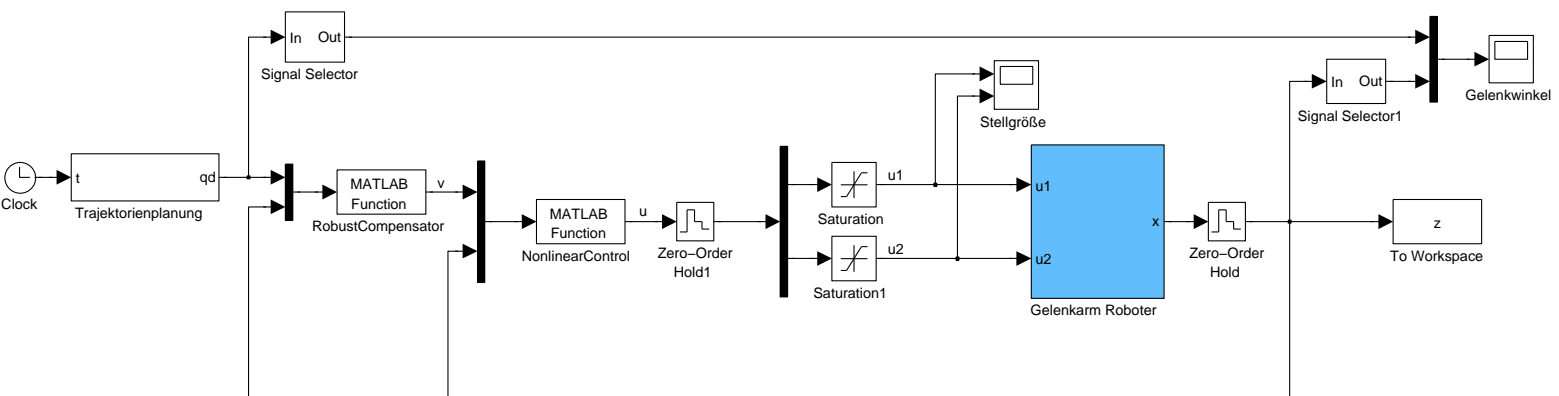 In Out
Signal Selector
In Out
Signal Selector1
Gelenkwinkel
Stellgröße
Clock
t qd
Trajektorienplanung
MATLAB
Function
RobustCompensator
v
MATLAB
Function
NonlinearControl
u
Zero−Order
Hold1
Saturation
u1
Saturation1
u2
u1
u2
x
Gelenkarm Roboter
Zero−Order
Hold
z
To Workspace